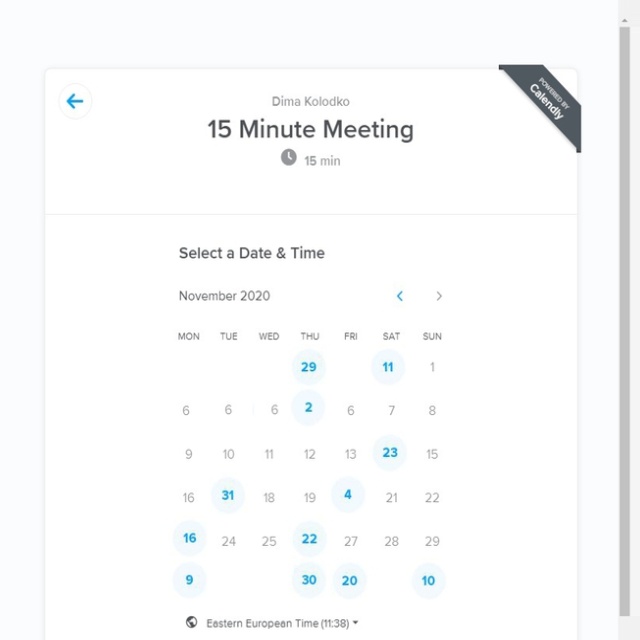 POWERED BY
Calendly
Dima Kolodko
15 Minute Meeting
15 min
Select a Date & Time
November 2020
MON TUE WED THU FRI SAT SUN
29 11 1
6 6 6 2 6 7 8
9 10 11 12 13 23 15
16 31 18 19 4 21 22
16 24 25 22 27 28 29
9 30 20 10
Eastern European Time (11:38)